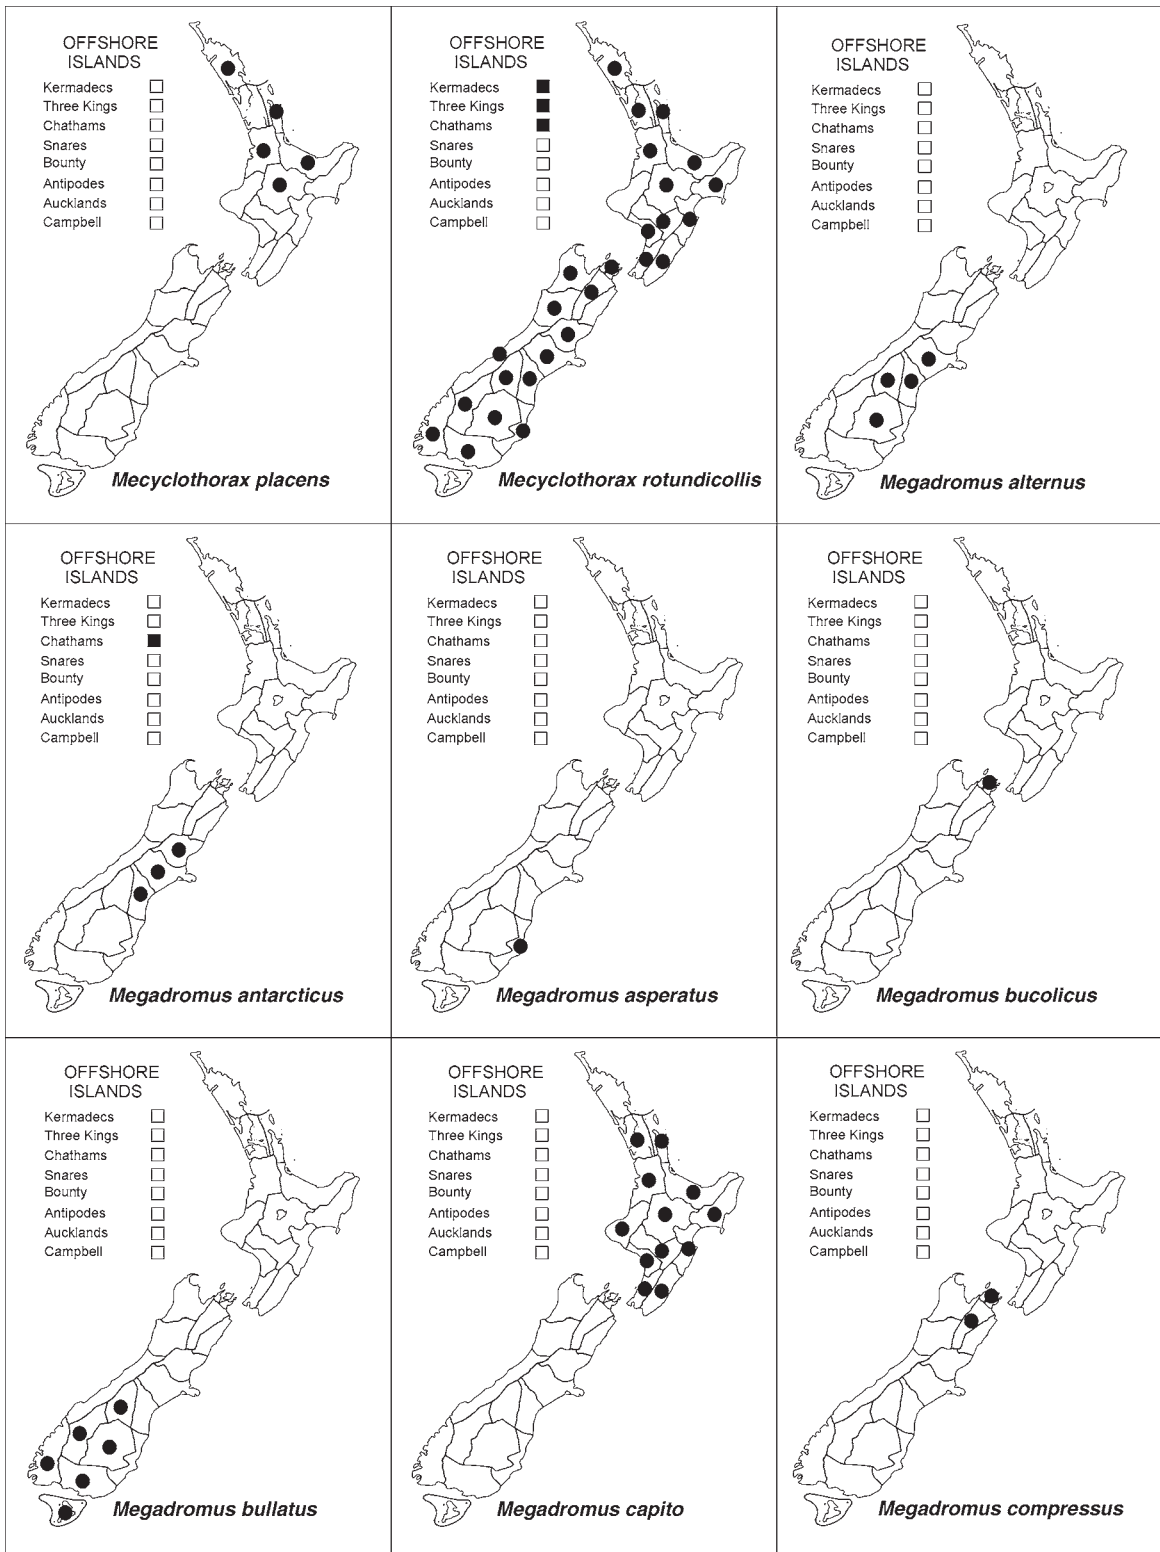 OFFSHORE
ISLANDS
Kermadecs
Three Kings
Chathams
Snares
Bounty
Antipodes
Aucklands
Campbell
Mecyclothorax placens
OFFSHORE
ISLANDS
Kermadecs
Three Kings
Chathams
Snares
Bounty
Antipodes
Aucklands
Campbell
Mecyclothorax rotundicollis
OFFSHORE
ISLANDS
Kermadecs
Three Kings
Chathams
Snares
Bounty
Antipodes
Aucklands
Campbell
Megadromus alternus
OFFSHORE
ISLANDS
Kermadecs
Three Kings
Chathams
Snares
Bounty
Antipodes
Aucklands
Campbell
Megadromus antarcticus
OFFSHORE
ISLANDS
Kermadecs
Three Kings
Chathams
Snares
Bounty
Antipodes
Aucklands
Campbell
Megadromus asperatus
OFFSHORE
ISLANDS
Kermadecs
Three Kings
Chathams
Snares
Bounty
Antipodes
Aucklands
Campbell
Megadromus bucolicus
OFFSHORE
ISLANDS
Kermadecs
Three Kings
Chathams
Snares
Bounty
Antipodes
Aucklands
Campbell
Megadromus bullatus
OFFSHORE
ISLANDS
Kermadecs
Three Kings
Chathams
Snares
Bounty
Antipodes
Aucklands
Campbell
Megadromus capito
OFFSHORE
ISLANDS
Kermadecs
Three Kings
Chathams
Snares
Bounty
Antipodes
Aucklands
Campbell
Megadromus compressus